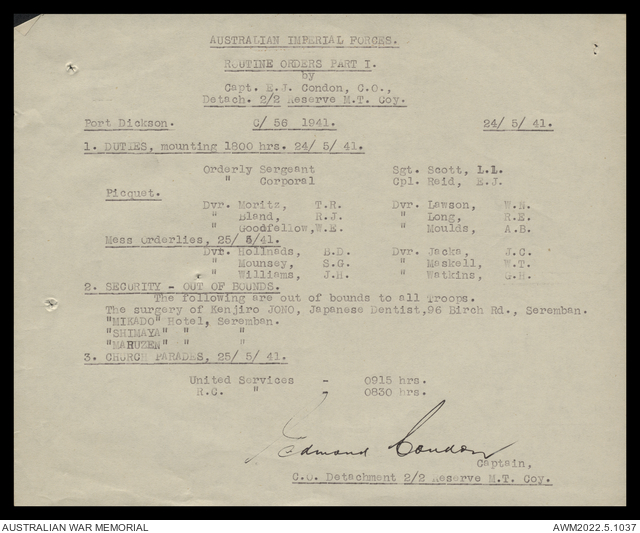 AUSTRALIAN IMPERIAL FORCES.
ROUTINE ORDERS PART I.
by
Capt. E.J. Condon, C.O.,
Detach. 2/2 Reserve M.T. Coy.
Port Dickson. C/ 56 1941. 24/ 5/ 41.
1. DUTIES, mounting 1800 hrs. 24/ 5/ 41.
Orderly Sergeant Sgt. Scott, L.L.
" Corporal Cpl. Reid, E.J.
Picquet.
Dvr. Moritz, T.R. Dvr. Lawson, W.N.
" Bland, R.J. " Long, R.E.
" Goodfellow, W.E. " Moulds, A.B.
Mess Orderlies, 25/ 5/41.
Dvr. Hollnads, B.D. Dvr. Jacka, J.C.
" Mounsey, S.G. " Maskell, W.T.
" Williams, J.H. " Watkins, G.H.
2. SECURITY - OUT OF BOUNDS.
The following are out of bounds to all Troops.
The surgery of Kenjiro JONO, Japanese Dentist,96 Birch Rd., Seremban.
"MIKADO" Hotel, Seremban.
"SHIMAYA" " "
"MARUZEN" " "
3. CHURCH PARADES, 25/ 5/ 41.
United Services - 0915 hrs.
R.C. " - 0830 hrs.
Edmond Condon
Captain,
C.O. Detachment 2/2 Reserve M.T. Coy.
AUSTRALIAN WAR MEMORIAL AWM2022.5.1037